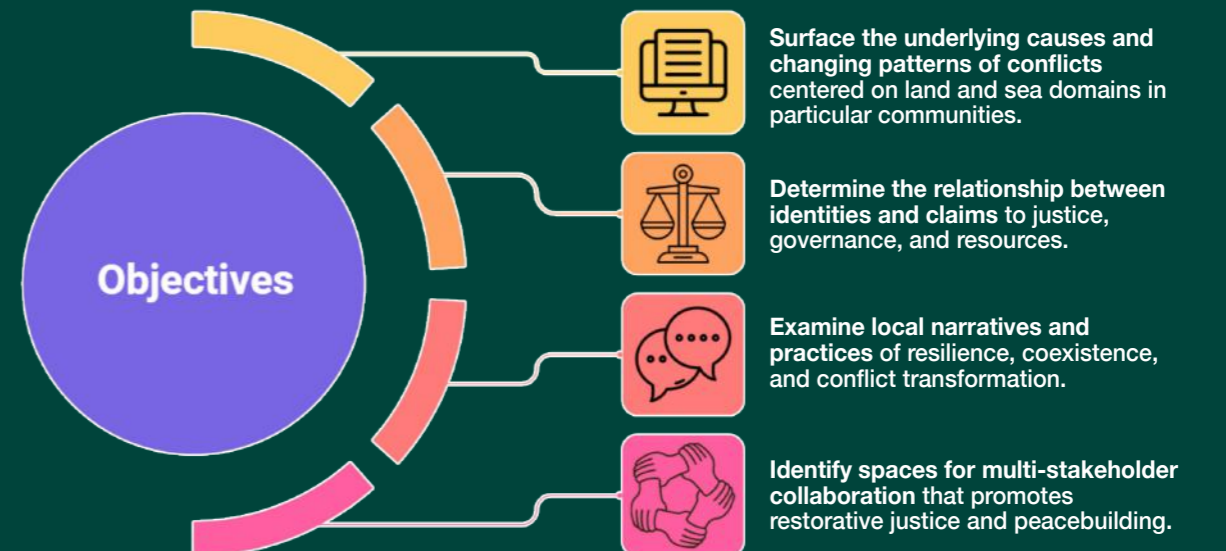 Objectives
Surface the underlying causes and
changing patterns of conflicts
centered on land and sea domains in
particular communities.
Determine the relationship between
identities and claims to justice,
governance, and resources.
Examine local narratives and
practices of resilience, coexistence,
and conflict transformation.
Identify spaces for multi-stakeholder
collaboration that promotes
restorative justice and peacebuilding.